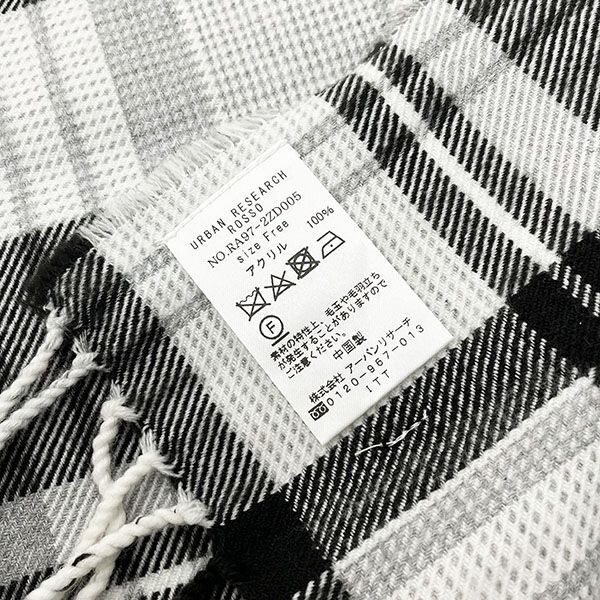 URBAN RESEARCH
ROSSO
NO.RA97-2ZD005
size Free
アクリル 100%
F
素材の特性上、毛玉や毛羽立ち
が発生することがありますので
ご注意ください。
中国製
株式会社 アーバンリサーチ
0120-967-013
ITT